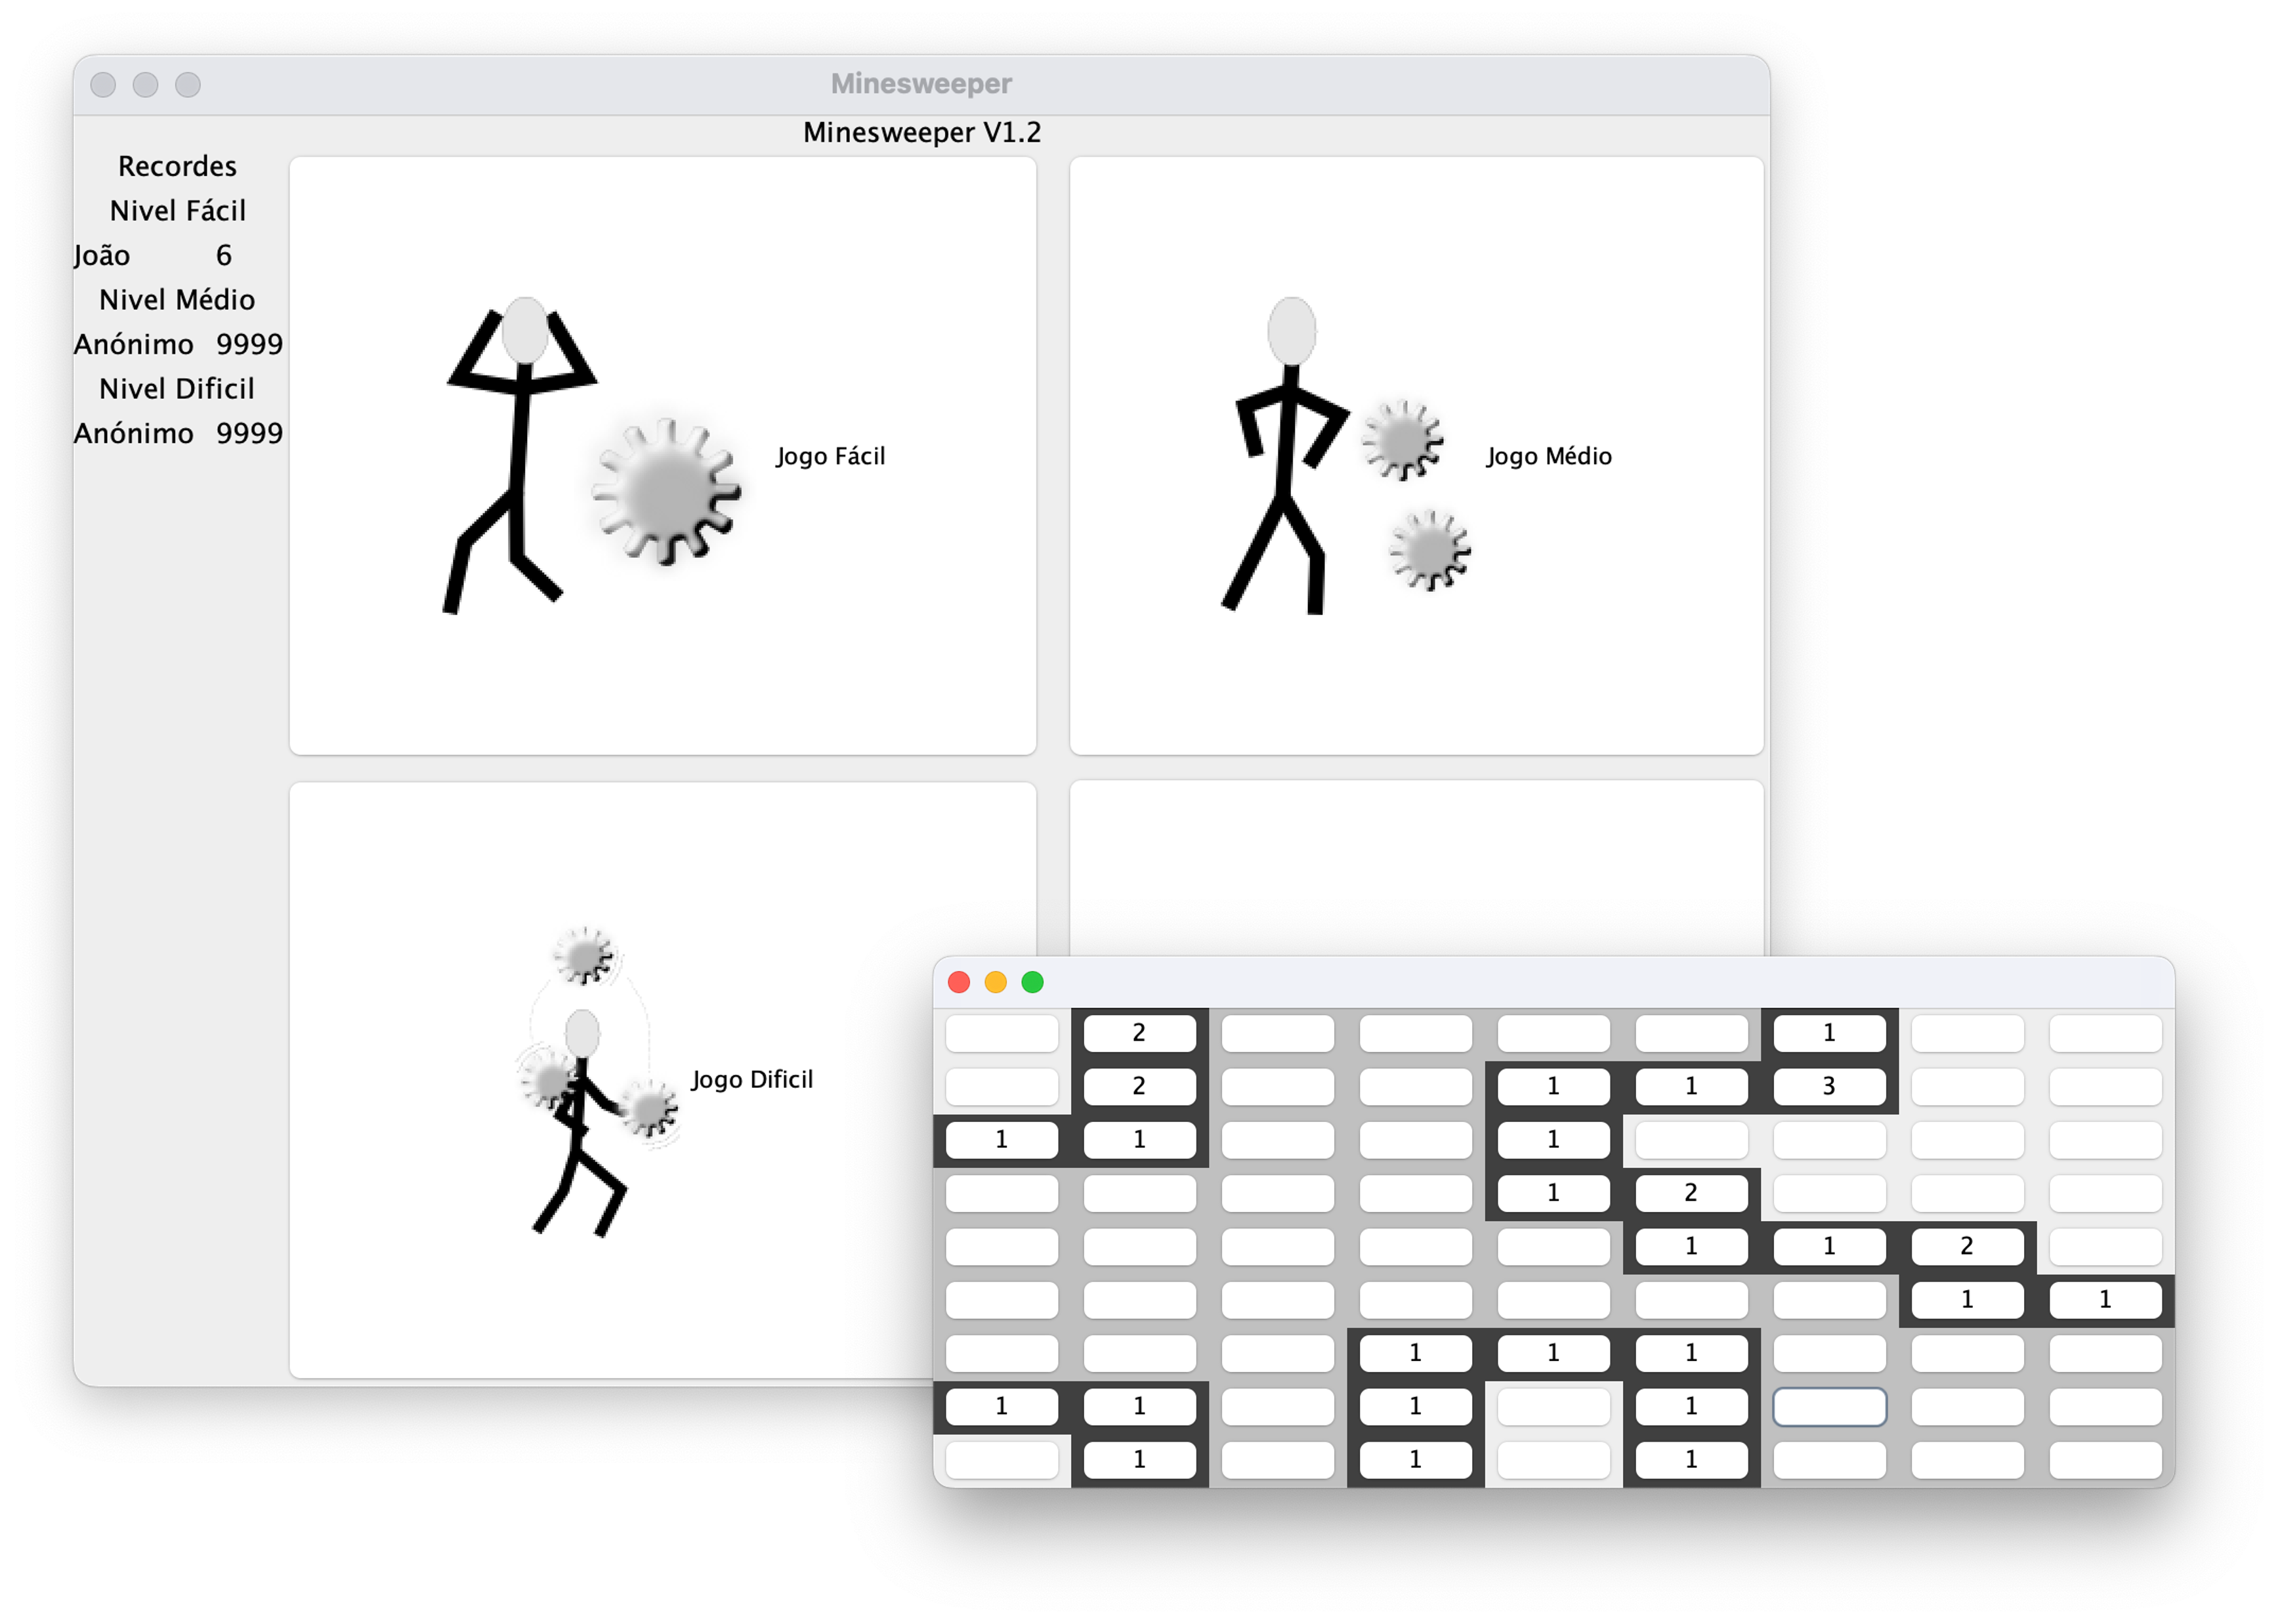 Minesweeper
Minesweeper V1.2
Recordes
Nivel Fácil
João 6
Nivel Médio
Anónimo 9999
Nivel Dificil
Anónimo 9999
Jogo Fácil
Jogo Médio
Jogo Dificil
2 1
2 1 1 3
1 1 1
1 2
1 1 2
1 1
1 1 1
1 1 1 1
1 1 1